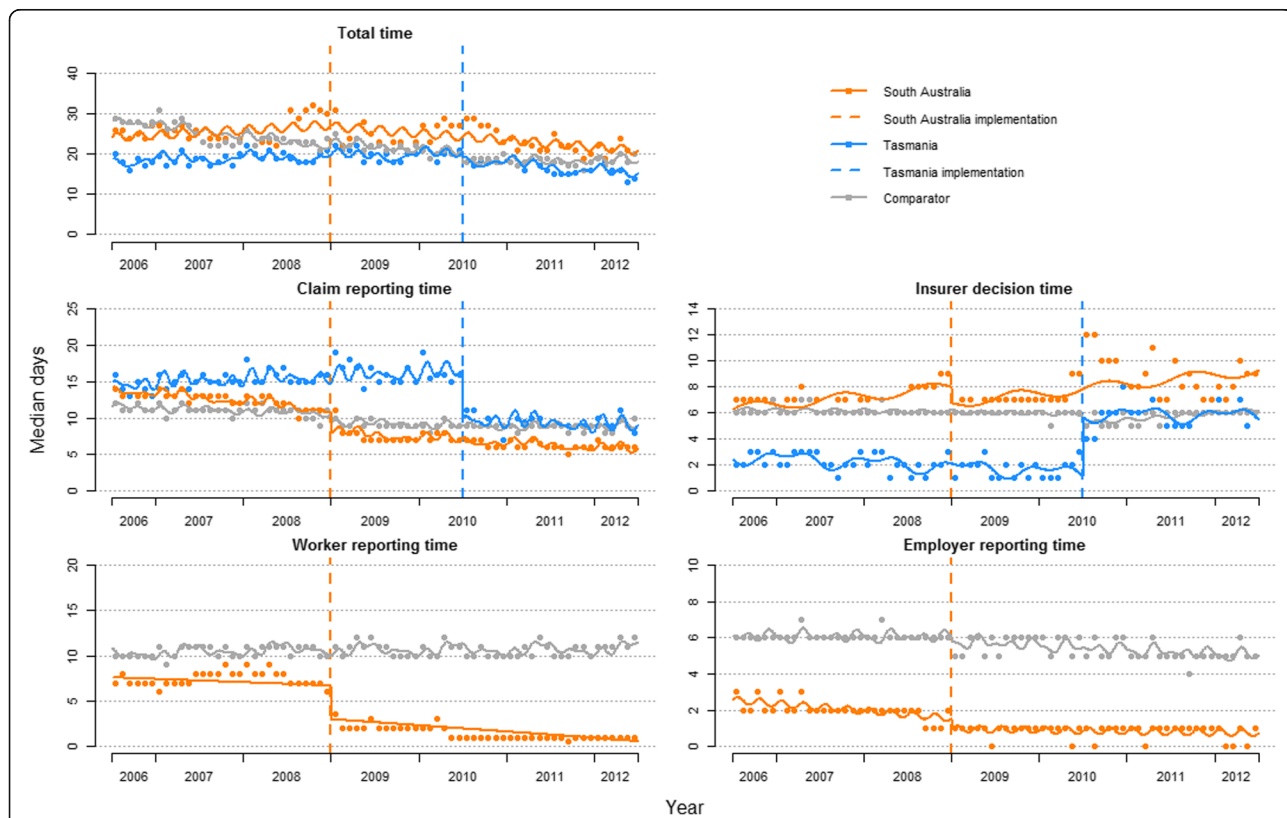 Total time
40
30
20
10
0
2006 2007 2008 2009 2010 2011 2012
South Australia
South Australia implementation
Tasmania
Tasmania implementation
Comparator
Claim reporting time
25
20
15
10
5
0
2006 2007 2008 2009 2010 2011 2012
Insurer decision time
14
12
10
8
6
4
2
0
2006 2007 2008 2009 2010 2011 2012
Median days
Worker reporting time
20
15
10
5
0
2006 2007 2008 2009 2010 2011 2012
Employer reporting time
10
8
6
4
2
0
2006 2007 2008 2009 2010 2011 2012
Year